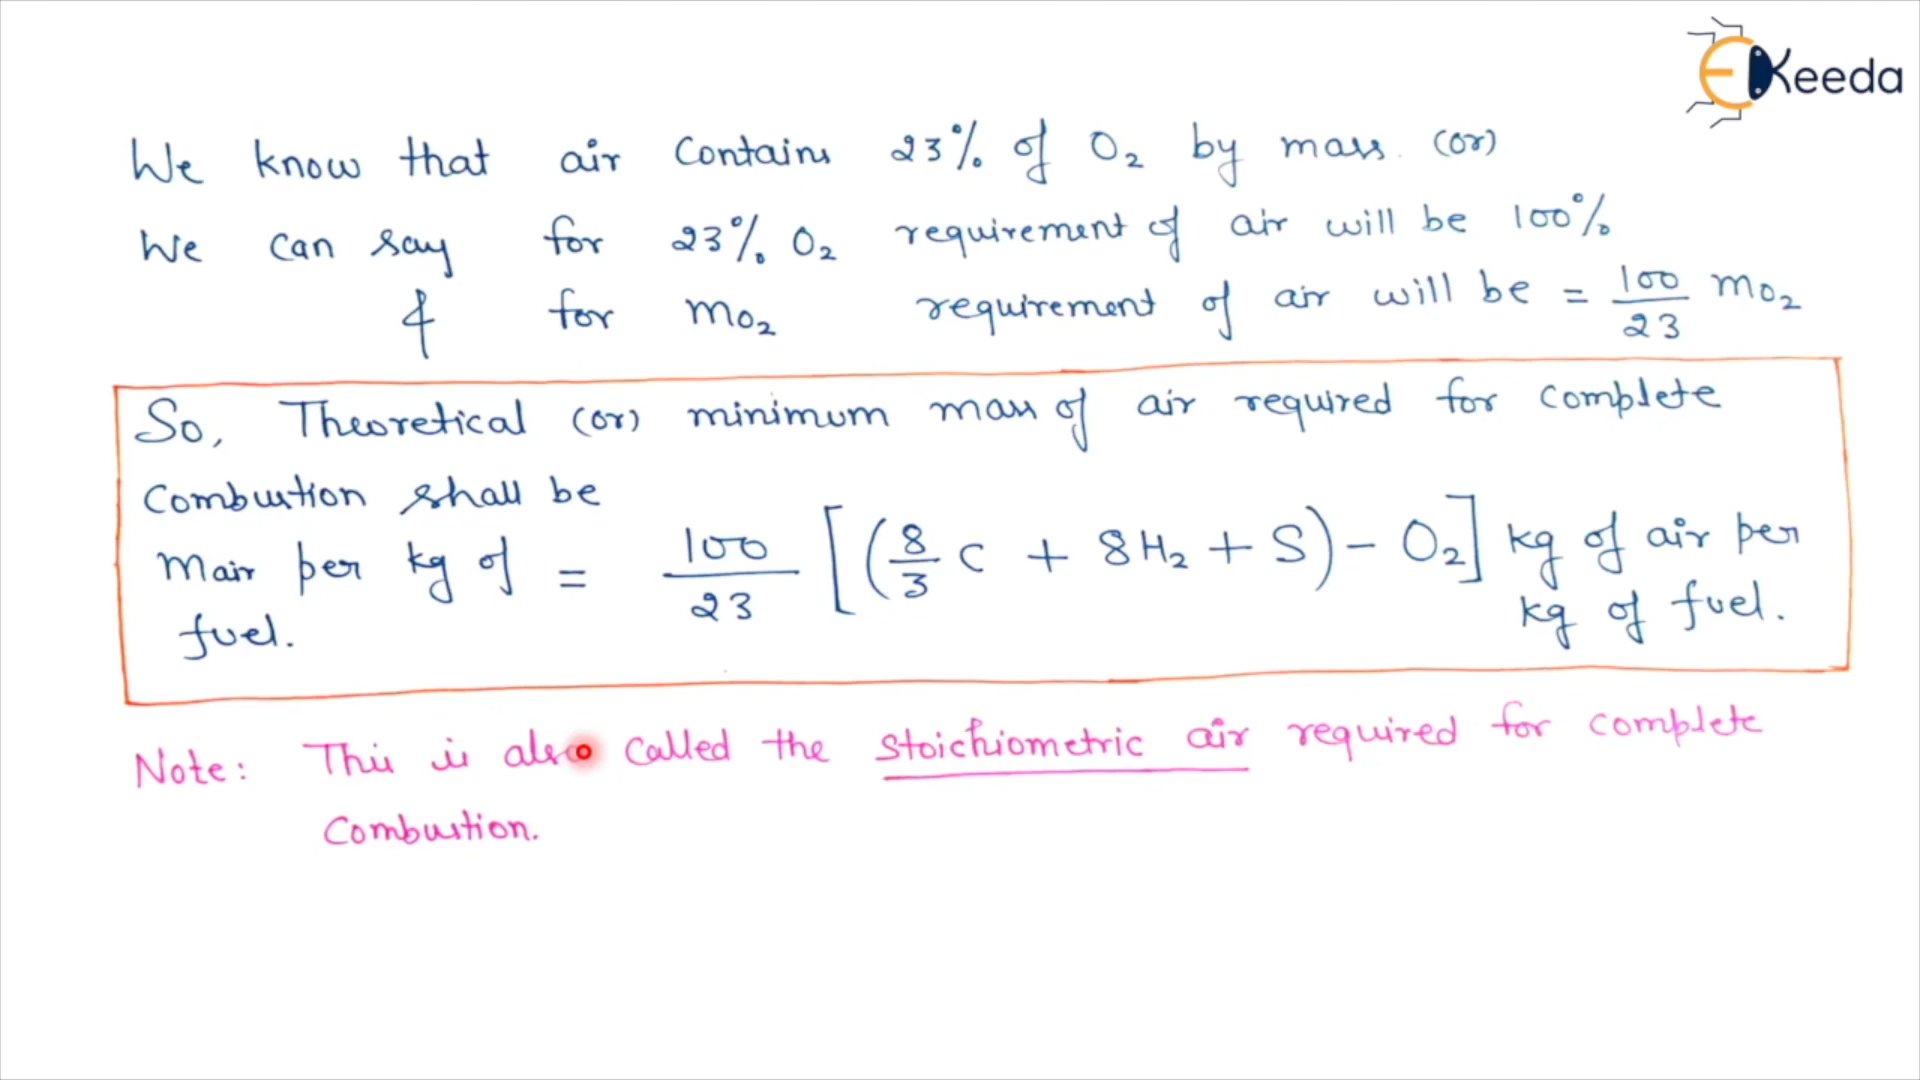 EKeeda
We know that air contains 23% of O₂ by mass. (or)
We can say for 23% O₂ requirement of air will be 100%
& for mO₂ requirement of air will be = 100/23 mO₂
So, Theoretical (or) minimum mass of air required for complete
combustion shall be
Mair per kg of fuel. = 100/23 [(8/3 C + 8H₂ + S) - O₂] kg of air per kg of fuel.
Note: This is also called the stoichiometric air required for complete
Combustion.